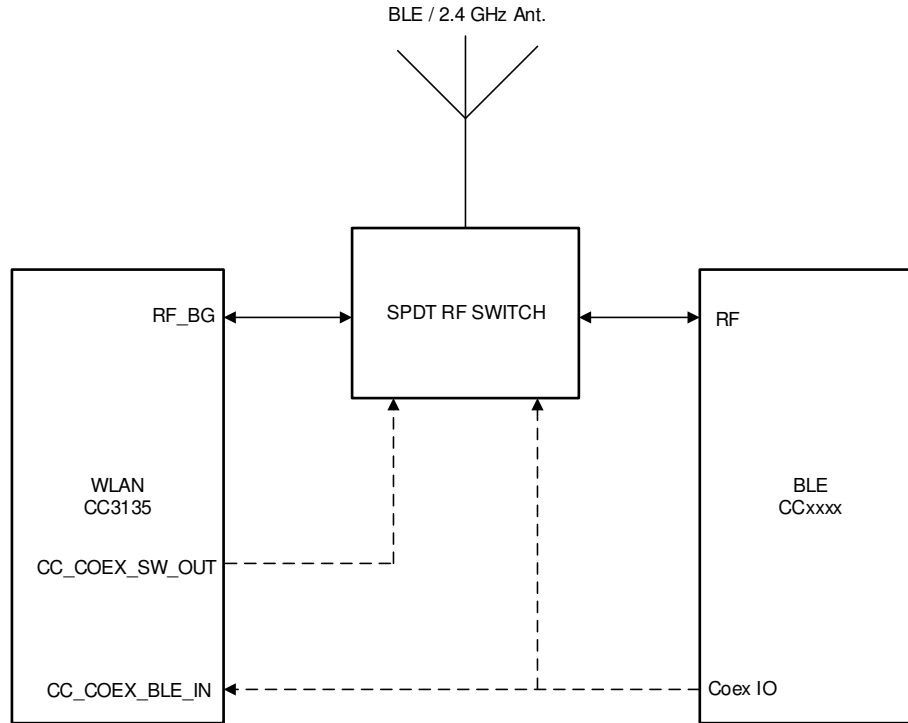 BLE / 2.4 GHz Ant.
RF_BG
SPDT RF SWITCH
RF
WLAN
CC3135
BLE
CCxxxx
CC_COEX_SW_OUT
CC_COEX_BLE_IN
Coex IO